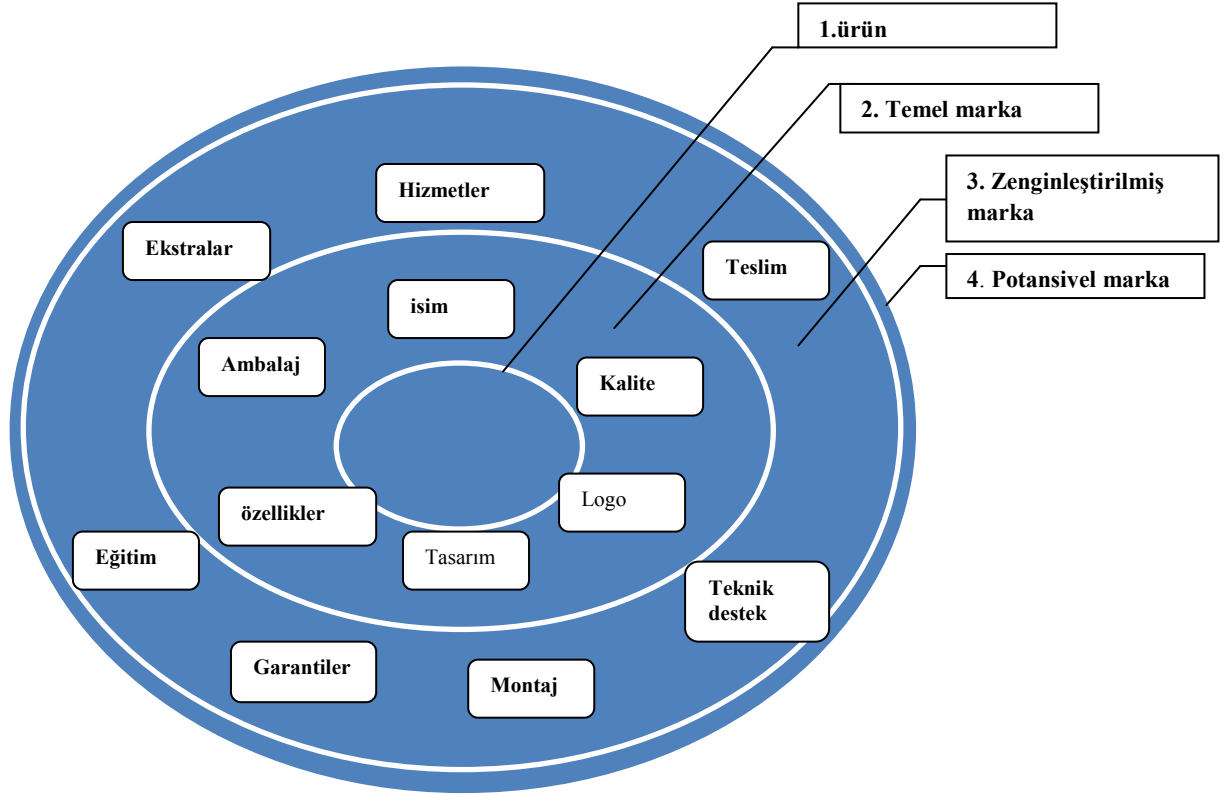 1.ürün
2. Temel marka
3. Zenginleştirilmiş
marka
4. Potansivel marka
Hizmetler
Ekstralar
Teslim
isim
Ambalaj
Kalite
özellikler
Logo
Tasarım
Eğitim
Teknik
destek
Garantiler
Montaj